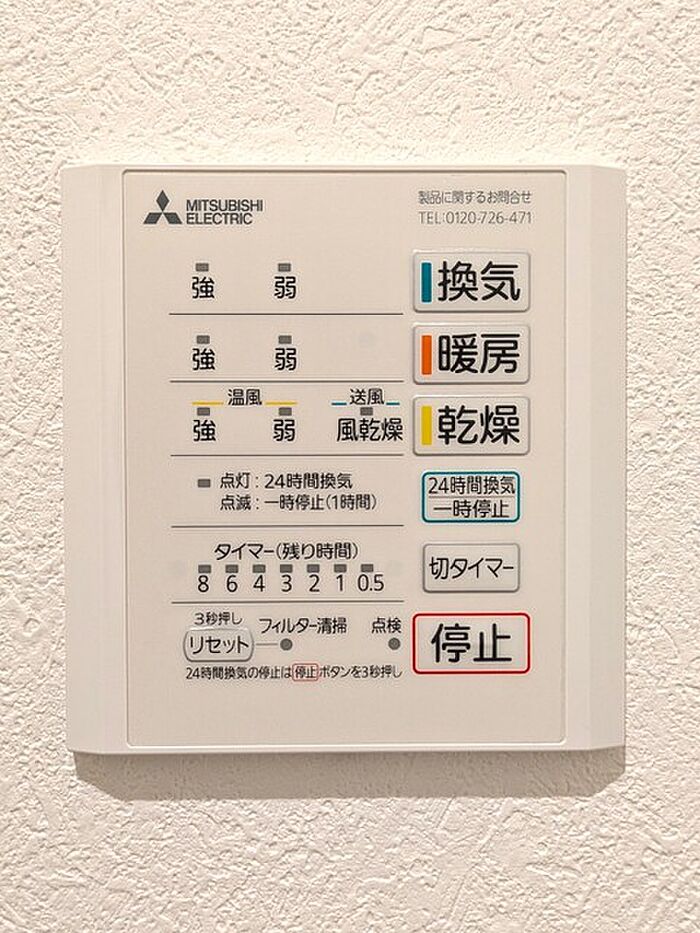 MITSUBISHI
ELECTRIC
製品に関するお問合せ
TEL:0120-726-471
強 弱 換気
強 弱 暖房
温風 送風
強 弱 風乾燥 乾燥
点灯:24時間換気
点滅:一時停止(1時間)
24時間換気
一時停止
タイマー(残り時間)
8 6 4 3 2 1 0.5
切タイマー
3秒押し
リセット フィルター清掃 点検
停止
24時間換気の停止は停止ボタンを3秒押し